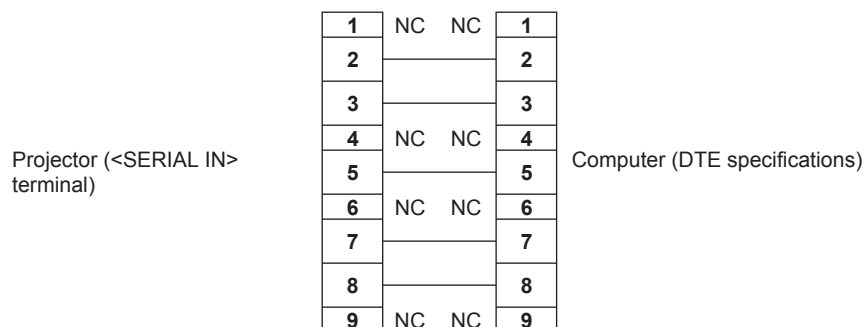 1 NC NC 1
2 2
3 3
4 NC NC 4
Projector (<SERIAL IN>
terminal)
5 5
Computer (DTE specifications)
6 NC NC 6
7 7
8 8
9 NC NC 9